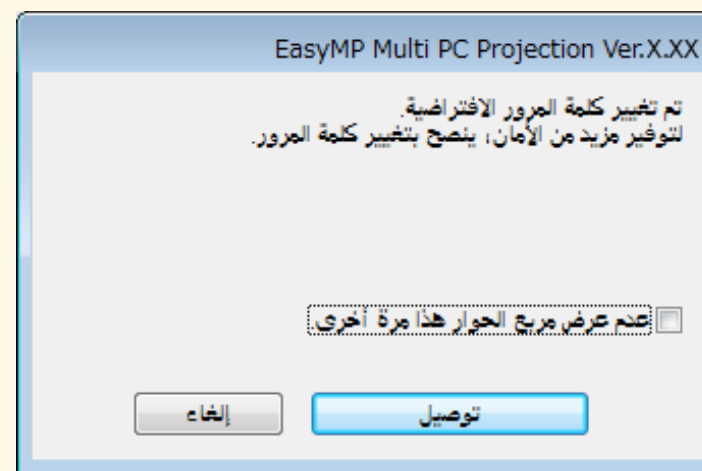 EasyMP Multi PC Projection Ver.X.XX
تم تغيير كلمة المرور الافتراضية.
لتوفير مزيد من الأمان، ينصح بتغيير كلمة المرور.
عدم عرض مربع الحوار هذا مرة أخرى.
توصيل
إلغاء